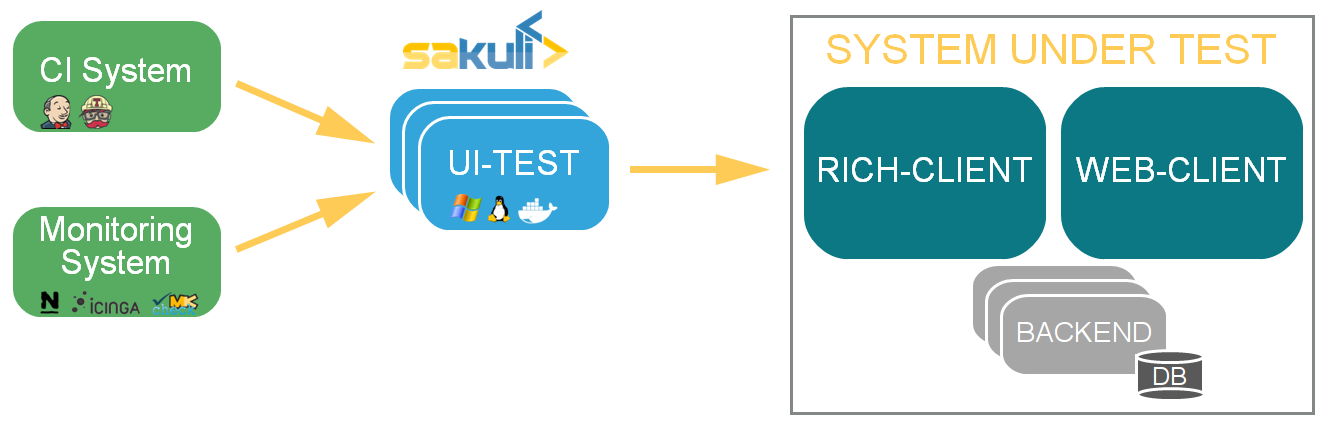 CI System
Monitoring
System
N
iCINGA
MK
check
sakuli
UI-TEST
SYSTEM UNDER TEST
RICH-CLIENT
WEB-CLIENT
BACKEND
DB